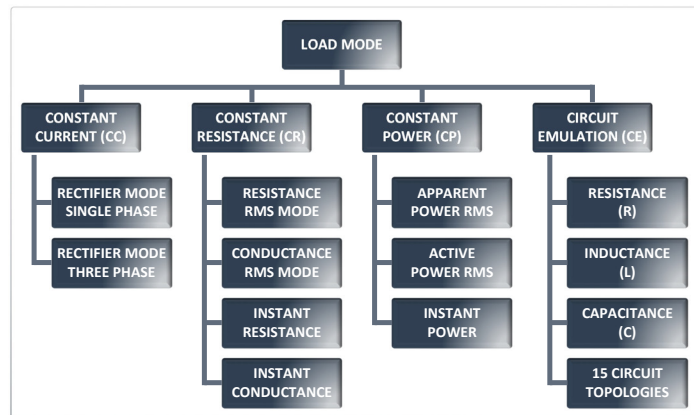 LOAD MODE
CONSTANT
CURRENT (CC)
RECTIFIER MODE
SINGLE PHASE
RECTIFIER MODE
THREE PHASE
CONSTANT
RESISTANCE (CR)
RESISTANCE
RMS MODE
CONDUCTANCE
RMS MODE
INSTANT
RESISTANCE
INSTANT
CONDUCTANCE
CONSTANT
POWER (CP)
APPARENT
POWER RMS
ACTIVE
POWER RMS
INSTANT
POWER
CIRCUIT
EMULATION (CE)
RESISTANCE
(R)
INDUCTANCE
(L)
CAPACITANCE
(C)
15 CIRCUIT
TOPOLOGIES